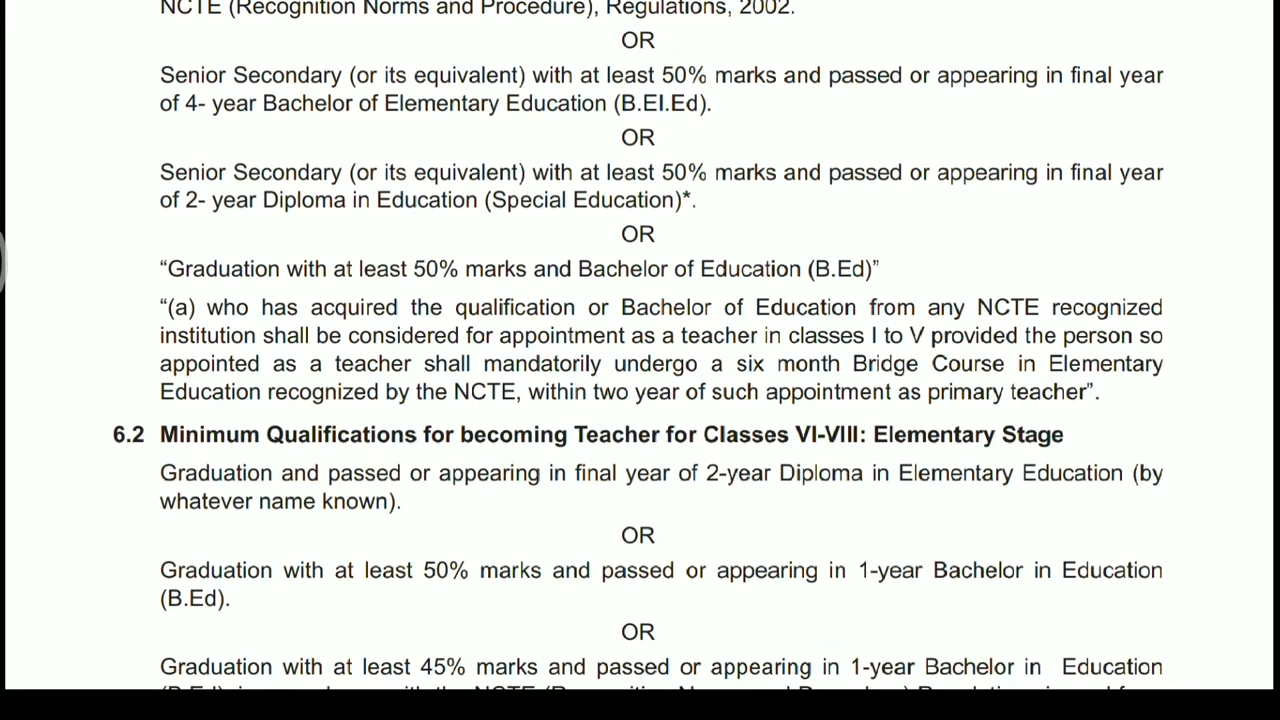 NCTE (Recognition Norms and Procedure), Regulations, 2002.
OR
Senior Secondary (or its equivalent) with at least 50% marks and passed or appearing in final year
of 4- year Bachelor of Elementary Education (B.El.Ed).
OR
Senior Secondary (or its equivalent) with at least 50% marks and passed or appearing in final year
of 2- year Diploma in Education (Special Education)*.
OR
“Graduation with at least 50% marks and Bachelor of Education (B.Ed)”
“(a) who has acquired the qualification or Bachelor of Education from any NCTE recognized
institution shall be considered for appointment as a teacher in classes I to V provided the person so
appointed as a teacher shall mandatorily undergo a six month Bridge Course in Elementary
Education recognized by the NCTE, within two year of such appointment as primary teacher”.
6.2 Minimum Qualifications for becoming Teacher for Classes VI-VIII: Elementary Stage
Graduation and passed or appearing in final year of 2-year Diploma in Elementary Education (by
whatever name known).
OR
Graduation with at least 50% marks and passed or appearing in 1-year Bachelor in Education
(B.Ed).
OR
Graduation with at least 45% marks and passed or appearing in 1-year Bachelor in Education